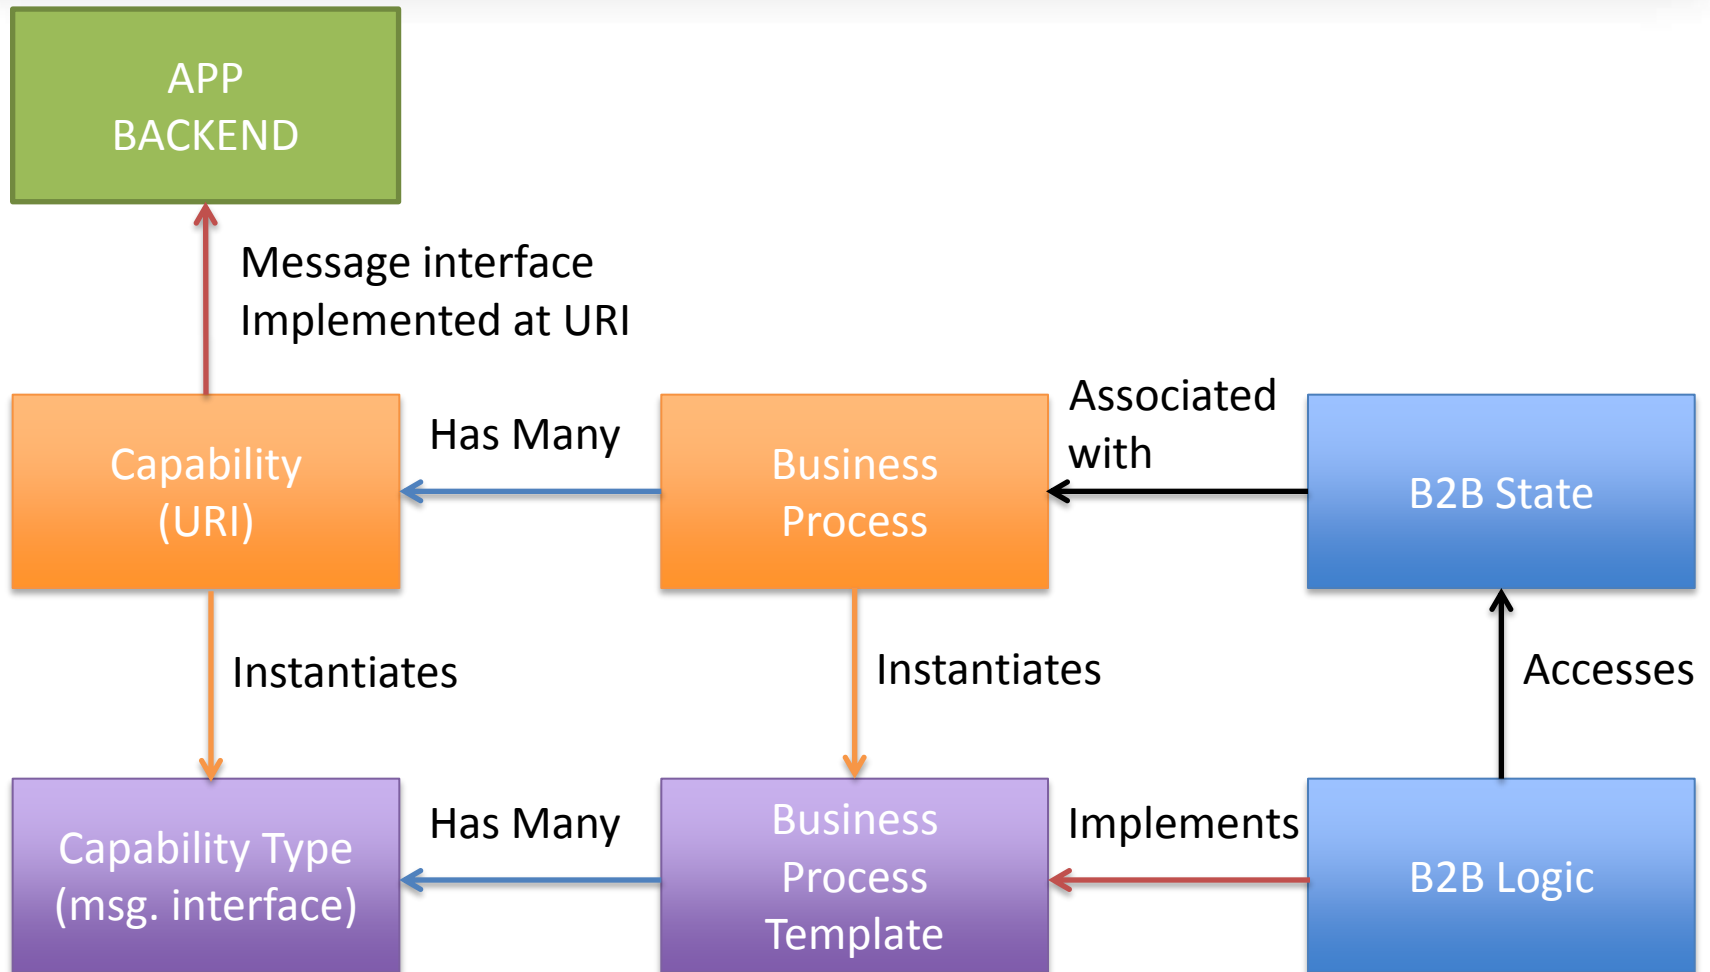 APP
BACKEND
Message interface
Implemented at URI
Capability
(URI)
Has Many
Business
Process
Associated
with
B2B State
Instantiates
Instantiates
Accesses
Capability Type
(msg. interface)
Has Many
Business
Process
Template
Implements
B2B Logic